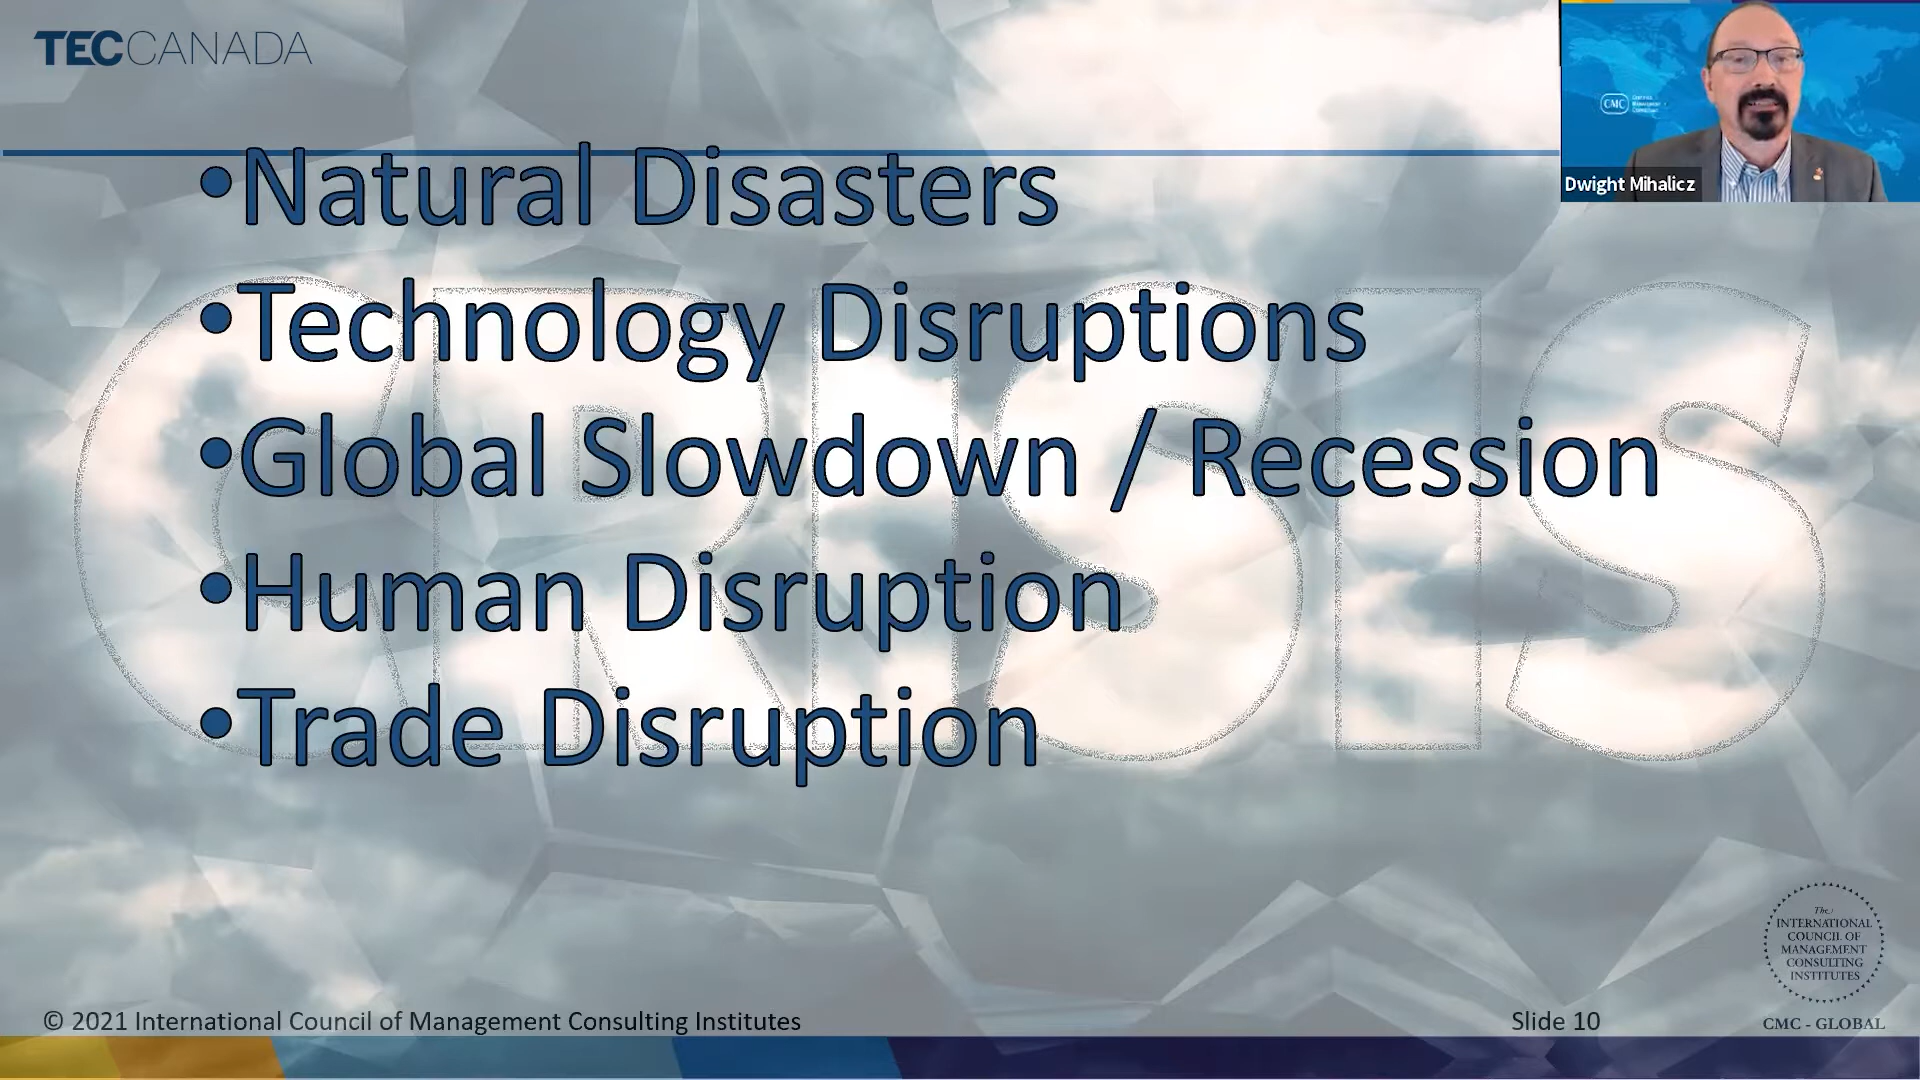 TECCANADA
CMC
Dwight Mihalicz
•Natural Disasters
•Technology Disruptions
•Global Slowdown / Recession
•Human Disruption
•Trade Disruption
CRISIS
The
INTERNATIONAL
COUNCIL OF
MANAGEMENT
CONSULTING
INSTITUTES
© 2021 International Council of Management Consulting Institutes
Slide 10
CMC - GLOBAL